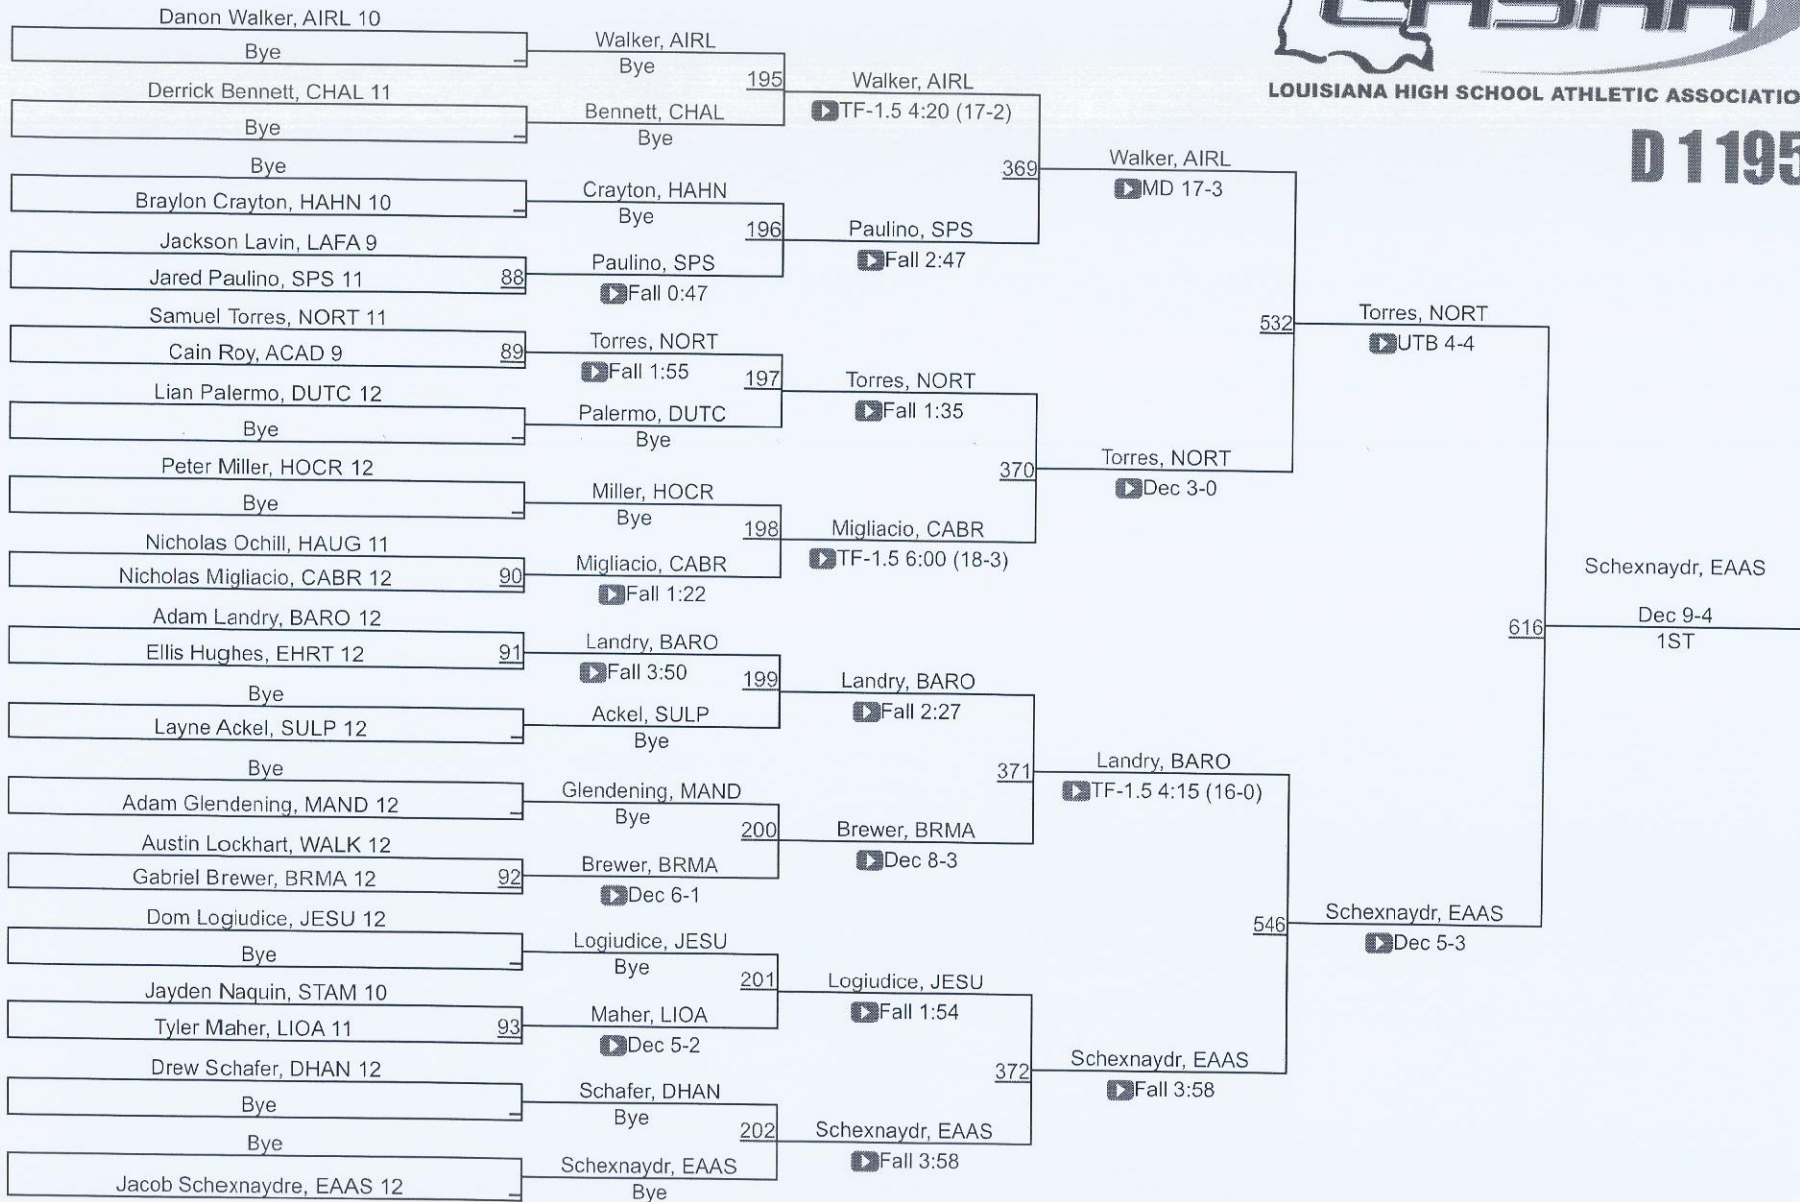 LHSAA
LOUISIANA HIGH SCHOOL ATHLETIC ASSOCIATIO
D 1 195
Danon Walker, AIRL 10
Bye
Derrick Bennett, CHAL 11
Bye
Bye
Braylon Crayton, HAHN 10
Jackson Lavin, LAFA 9
Jared Paulino, SPS 11
88
Samuel Torres, NORT 11
Cain Roy, ACAD 9
89
Lian Palermo, DUTC 12
Bye
Peter Miller, HOCR 12
Bye
Nicholas Ochill, HAUG 11
Nicholas Migliacio, CABR 12
90
Adam Landry, BARO 12
Ellis Hughes, EHRT 12
91
Bye
Layne Ackel, SULP 12
Bye
Adam Glendening, MAND 12
Austin Lockhart, WALK 12
Gabriel Brewer, BRMA 12
92
Dom Logiudice, JESU 12
Bye
Jayden Naquin, STAM 10
Tyler Maher, LIOA 11
93
Drew Schafer, DHAN 12
Bye
Bye
Jacob Schexnaydre, EAAS 12
Walker, AIRL
Bye
195
Bennett, CHAL
Bye
Crayton, HAHN
Bye
196
Paulino, SPS
Fall 0:47
Torres, NORT
Fall 1:55
197
Palermo, DUTC
Bye
Miller, HOCR
Bye
198
Migliacio, CABR
Fall 1:22
Landry, BARO
Fall 3:50
199
Ackel, SULP
Bye
Glendening, MAND
Bye
200
Brewer, BRMA
Dec 6-1
Logiudice, JESU
Bye
201
Maher, LIOA
Dec 5-2
Schafer, DHAN
Bye
202
Schexnaydr, EAAS
Bye
Walker, AIRL
TF-1.5 4:20 (17-2)
369
Paulino, SPS
Fall 2:47
Torres, NORT
Fall 1:35
370
Migliacio, CABR
TF-1.5 6:00 (18-3)
Landry, BARO
Fall 2:27
371
Brewer, BRMA
Dec 8-3
Logiudice, JESU
Fall 1:54
372
Schexnaydr, EAAS
Fall 3:58
Walker, AIRL
MD 17-3
532
Torres, NORT
Dec 3-0
Landry, BARO
TF-1.5 4:15 (16-0)
546
Schexnaydr, EAAS
Fall 3:58
Torres, NORT
UTB 4-4
616
Schexnaydr, EAAS
Dec 5-3
Schexnaydr, EAAS
Dec 9-4
1ST